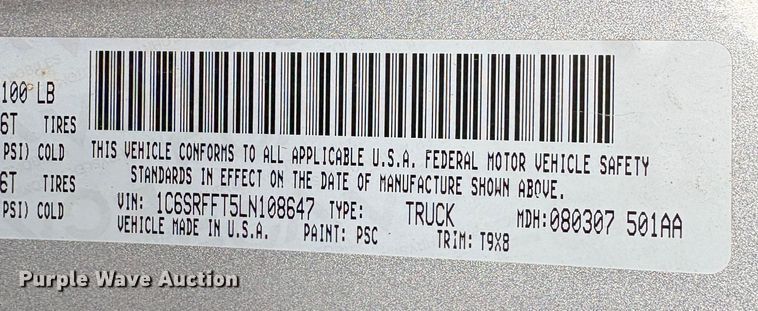 100 LB
6T TIRES
PSI) COLD
6T TIRES
PSI) COLD
THIS VEHICLE CONFORMS TO ALL APPLICABLE U.S.A. FEDERAL MOTOR VEHICLE SAFETY
STANDARDS IN EFFECT ON THE DATE OF MANUFACTURE SHOWN ABOVE.
VIN: 1C6SRFFT5LN108647 TYPE: TRUCK MDH:080307 501AA
VEHICLE MADE IN U.S.A. PAINT: PSC TRIM: T9X8
Purple Wave Auction